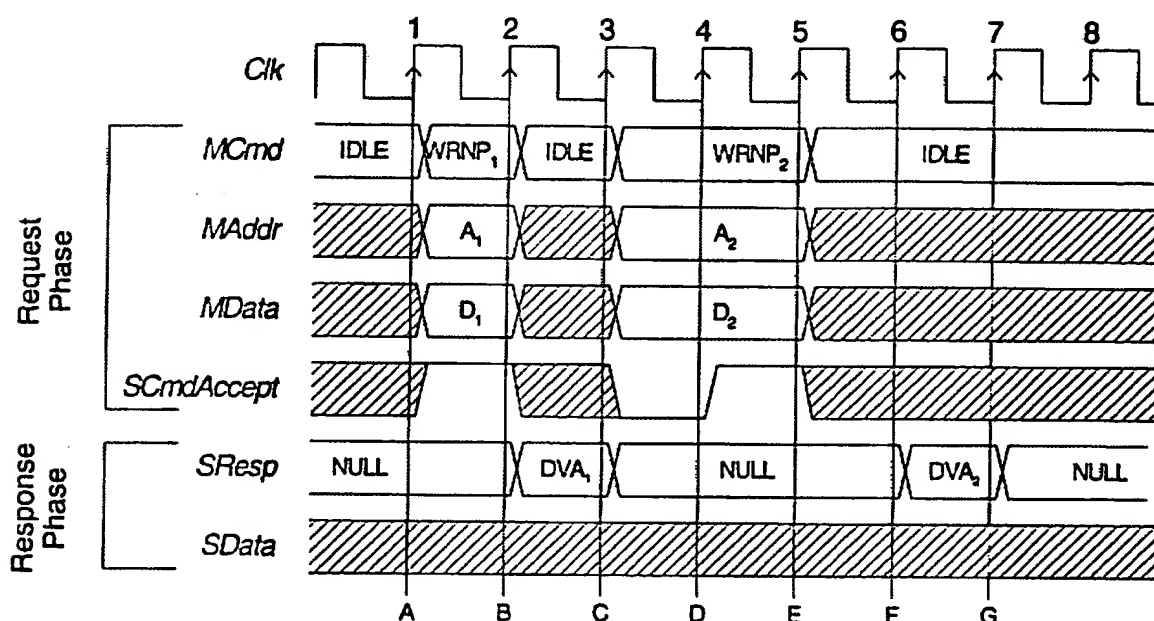 1 2 3 4 5 6 7 8
Clk
Request Phase
MCmd IDLE WRNP₁ IDLE WRNP₂ IDLE
MAddr A₁ A₂
MData D₁ D₂
SCmdAccept
Response Phase
SResp NULL DVA₁ NULL DVA₂ NULL
SData
A B C D E F G